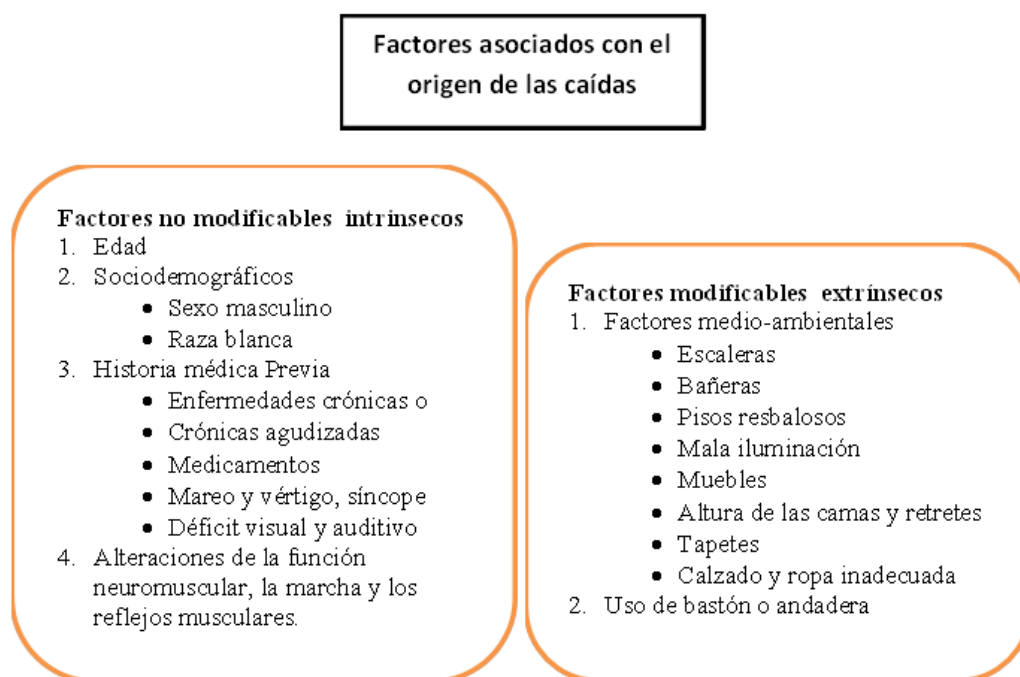 Factores asociados con el
origen de las caídas
Factores no modificables intrínsecos
1. Edad
2. Sociodemográficos
• Sexo masculino
• Raza blanca
3. Historia médica Previa
• Enfermedades crónicas o
• Crónicas agudizadas
• Medicamentos
• Mareo y vértigo, síncope
• Déficit visual y auditivo
4. Alteraciones de la función
neuromuscular, la marcha y los
reflejos musculares.
Factores modificables extrínsecos
1. Factores medio-ambientales
• Escaleras
• Bañeras
• Pisos resbalosos
• Mala iluminación
• Muebles
• Altura de las camas y retretes
• Tapetes
• Calzado y ropa inadecuada
2. Uso de bastón o andadera